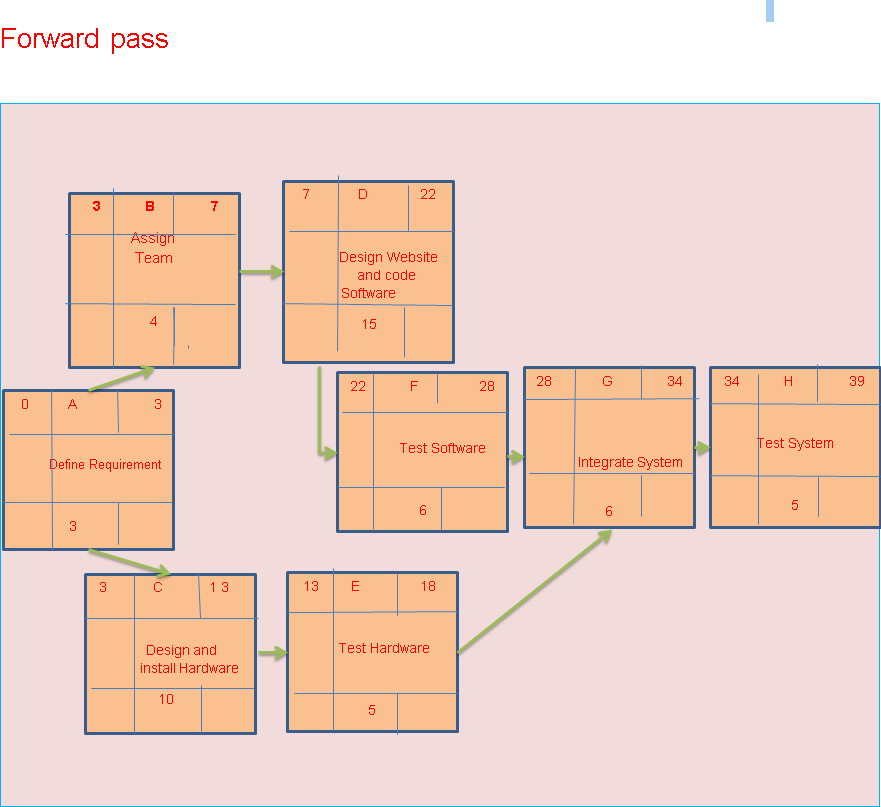 Forward pass
3 B 7
Assign
Team
4
7 D 22
Design Website
and code
Software
15
0 A 3
Define Requirement
3
22 F 28
Test Software
6
28 G 34
Integrate System
6
34 H 39
Test System
5
3 C 1 3
Design and
install Hardware
10
13 E 18
Test Hardware
5